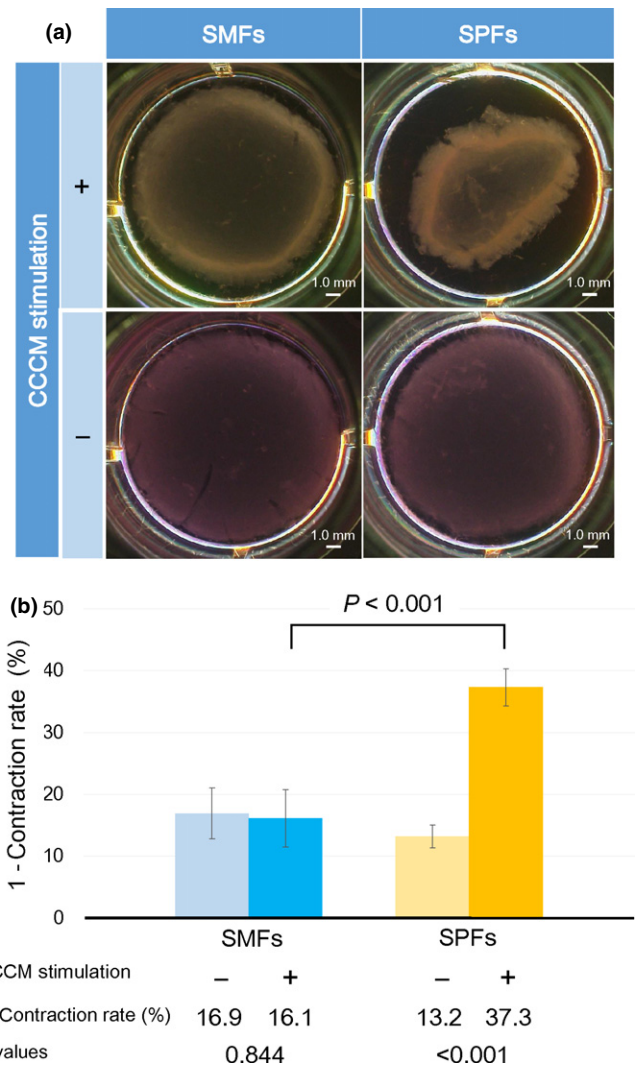 (a)
SMFs SPFs
CCCM stimulation
+
1.0 mm 1.0 mm
–
1.0 mm 1.0 mm
(b)
1 - Contraction rate (%)
50
40
30
20
10
0
P < 0.001
SMFs SPFs
CCM stimulation – + – +
Contraction rate (%) 16.9 16.1 13.2 37.3
values 0.844 <0.001